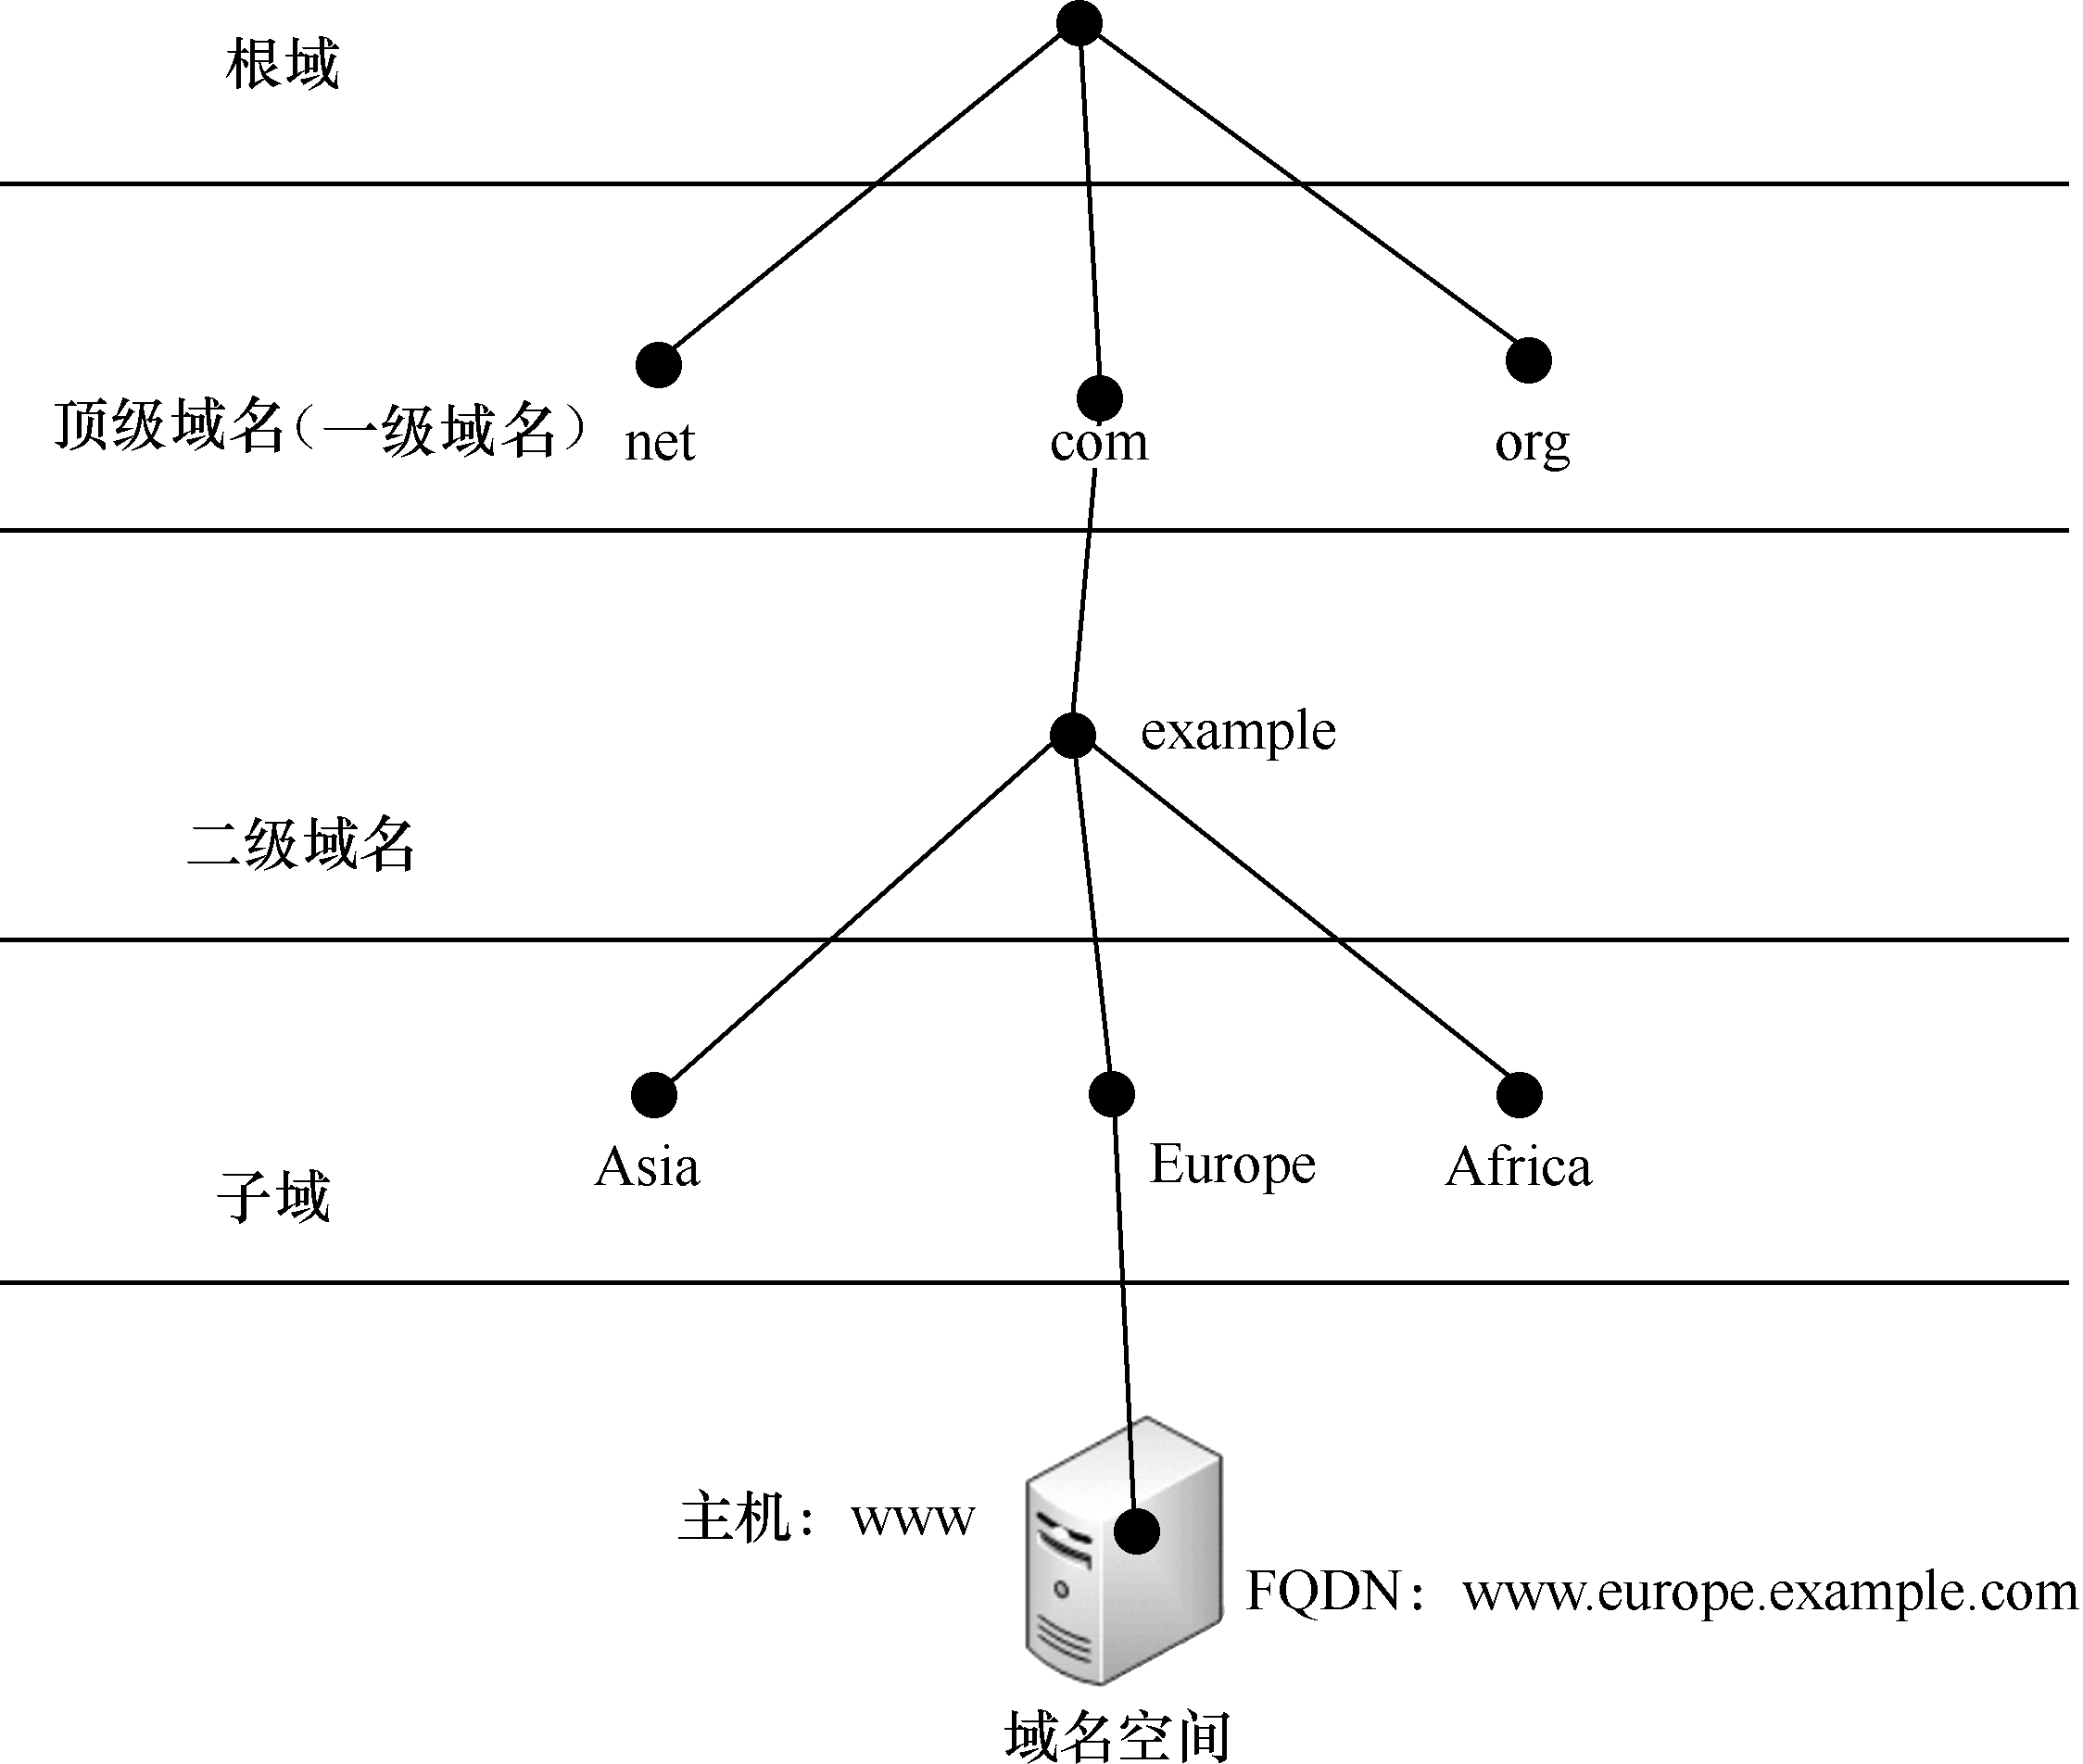 根域
顶级域名(一级域名)
net
com
org
example
二级域名
Asia
Europe
Africa
子域
主机：www
FQDN：www.europe.example.com
域名空间